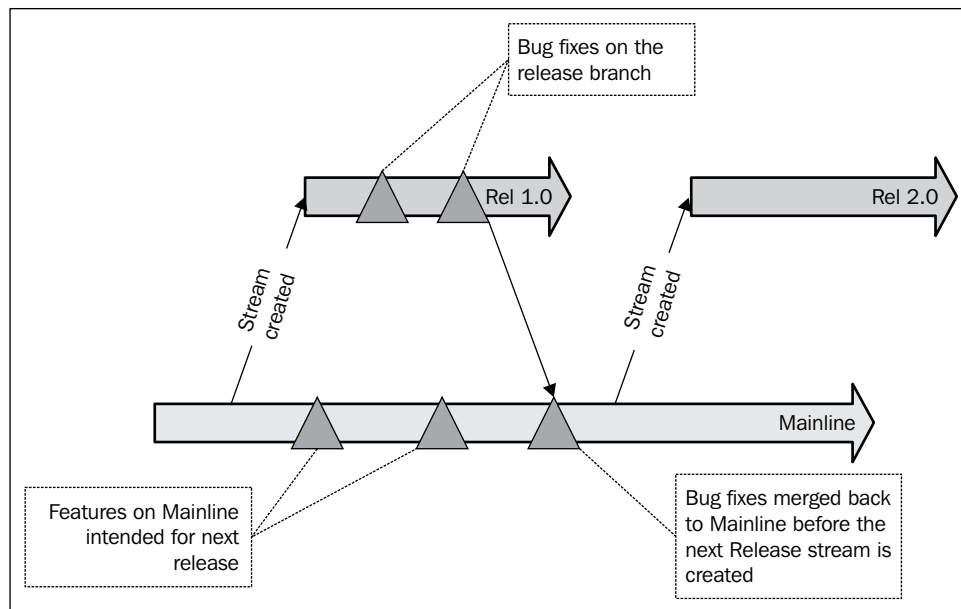 Bug fixes on the
release branch
Rel 1.0
Rel 2.0
Stream
created
Stream
created
Mainline
Features on Mainline
intended for next
release
Bug fixes merged back
to Mainline before the
next Release stream is
created